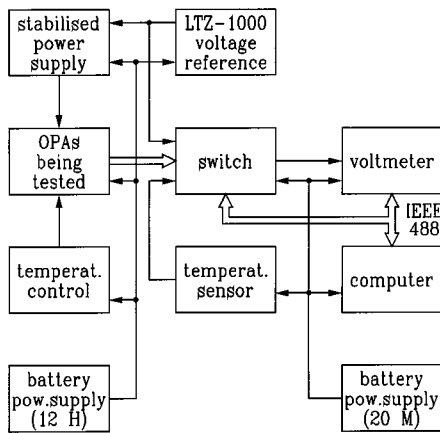 stabilised
power
supply
LTZ-1000
voltage
reference
OPAs
being
tested
switch
voltmeter
IEEE
488
temperat.
control
temperat.
sensor
computer
battery
pow.supply
(12 H)
battery
pow.supply
(20 M)